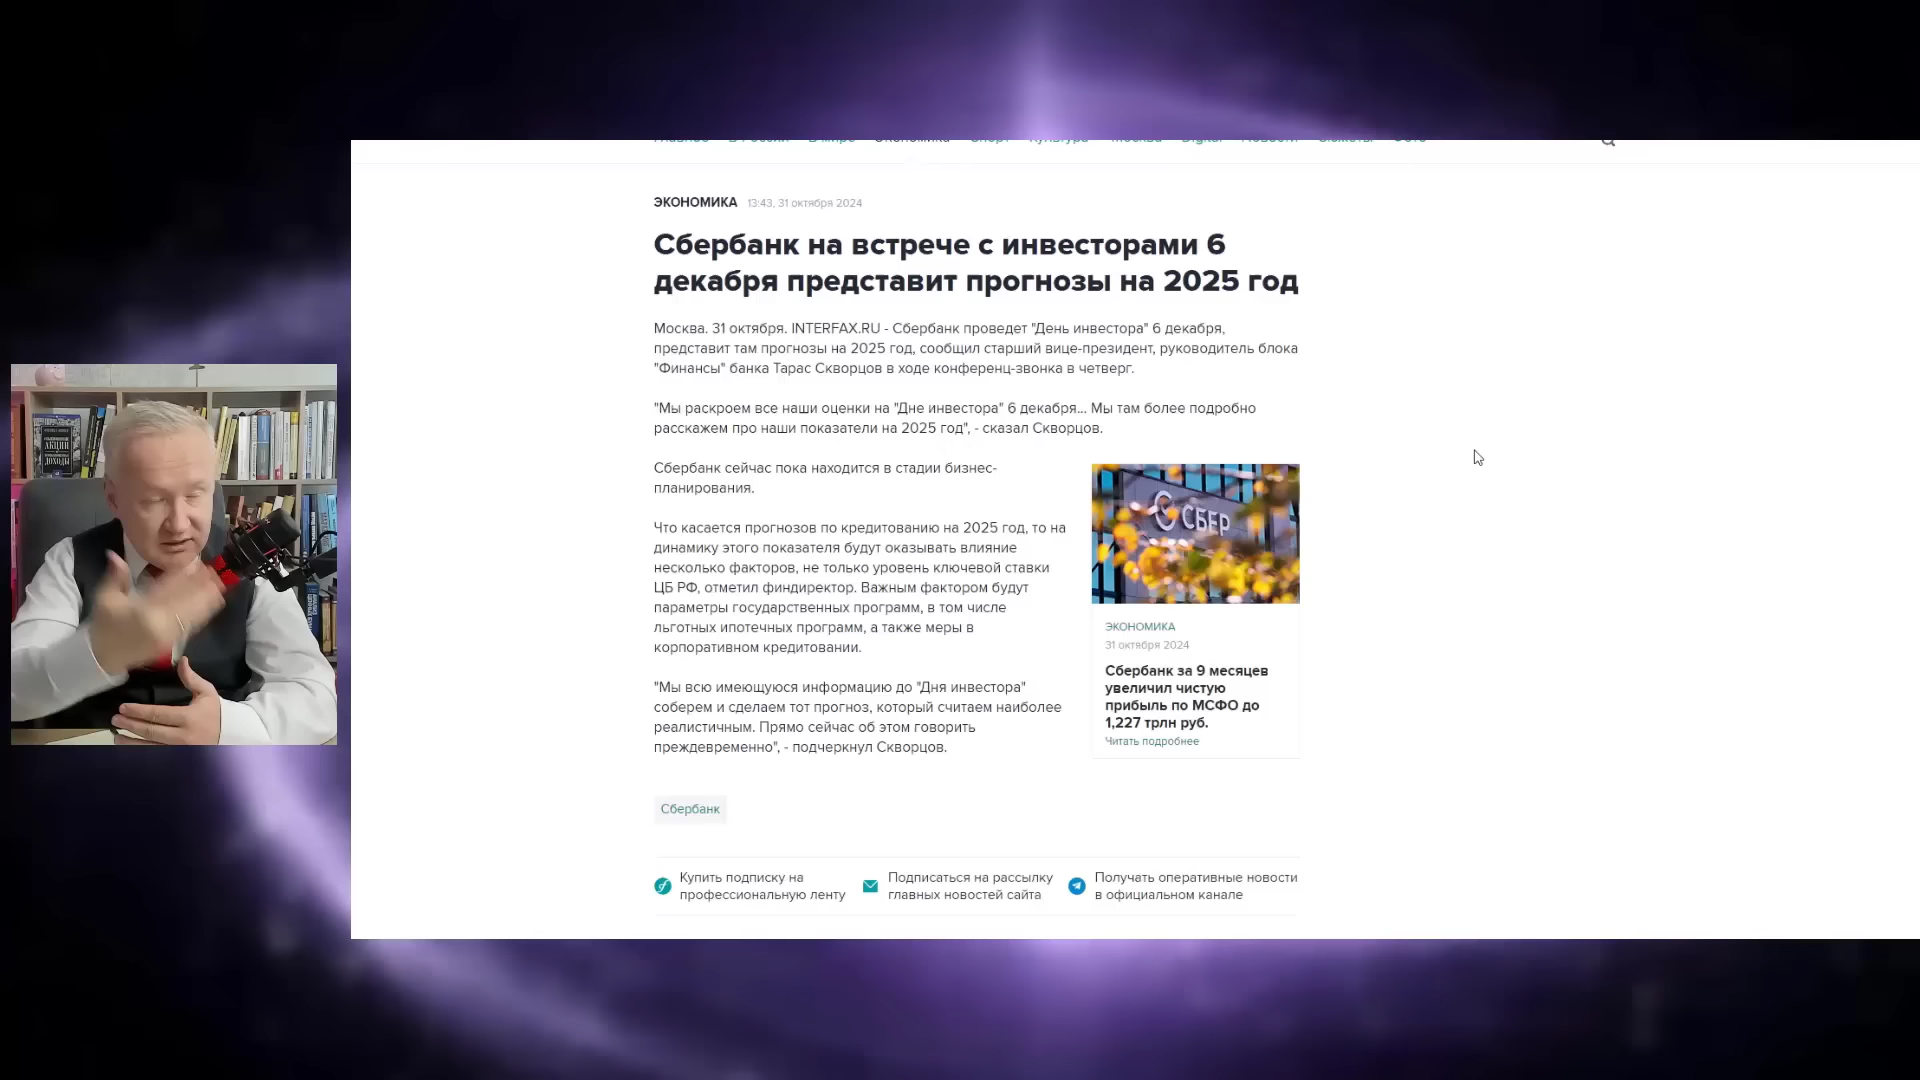 Главное В России В мире Экономика Спорт Культура Москва Digital Новости Сюжеты Фото
ЭКОНОМИКА 13:43, 31 октября 2024
Сбербанк на встрече с инвесторами 6
декабря представит прогнозы на 2025 год
Москва. 31 октября. INTERFAX.RU - Сбербанк проведет "День инвестора" 6 декабря,
представит там прогнозы на 2025 год, сообщил старший вице-президент, руководитель блока
"Финансы" банка Тарас Скворцов в ходе конференц-звонка в четверг.
"Мы раскроем все наши оценки на "Дне инвестора" 6 декабря... Мы там более подробно
расскажем про наши показатели на 2025 год", - сказал Скворцов.
Сбербанк сейчас пока находится в стадии бизнес-
планирования.
Что касается прогнозов по кредитованию на 2025 год, то на
динамику этого показателя будут оказывать влияние
несколько факторов, не только уровень ключевой ставки
ЦБ РФ, отметил финдиректор. Важным фактором будут
параметры государственных программ, в том числе
льготных ипотечных программ, а также меры в
корпоративном кредитовании.
"Мы всю имеющуюся информацию до "Дня инвестора"
соберем и сделаем тот прогноз, который считаем наиболее
реалистичным. Прямо сейчас об этом говорить
преждевременно", - подчеркнул Скворцов.
СБЕР
ЭКОНОМИКА
31 октября 2024
Сбербанк за 9 месяцев
увеличил чистую
прибыль по МСФО до
1,227 трлн руб.
Читать подробнее
Сбербанк
Купить подписку на
профессиональную ленту
Подписаться на рассылку
главных новостей сайта
Получать оперативные новости
в официальном канале
АКЦИИ
ДОХОДЫ